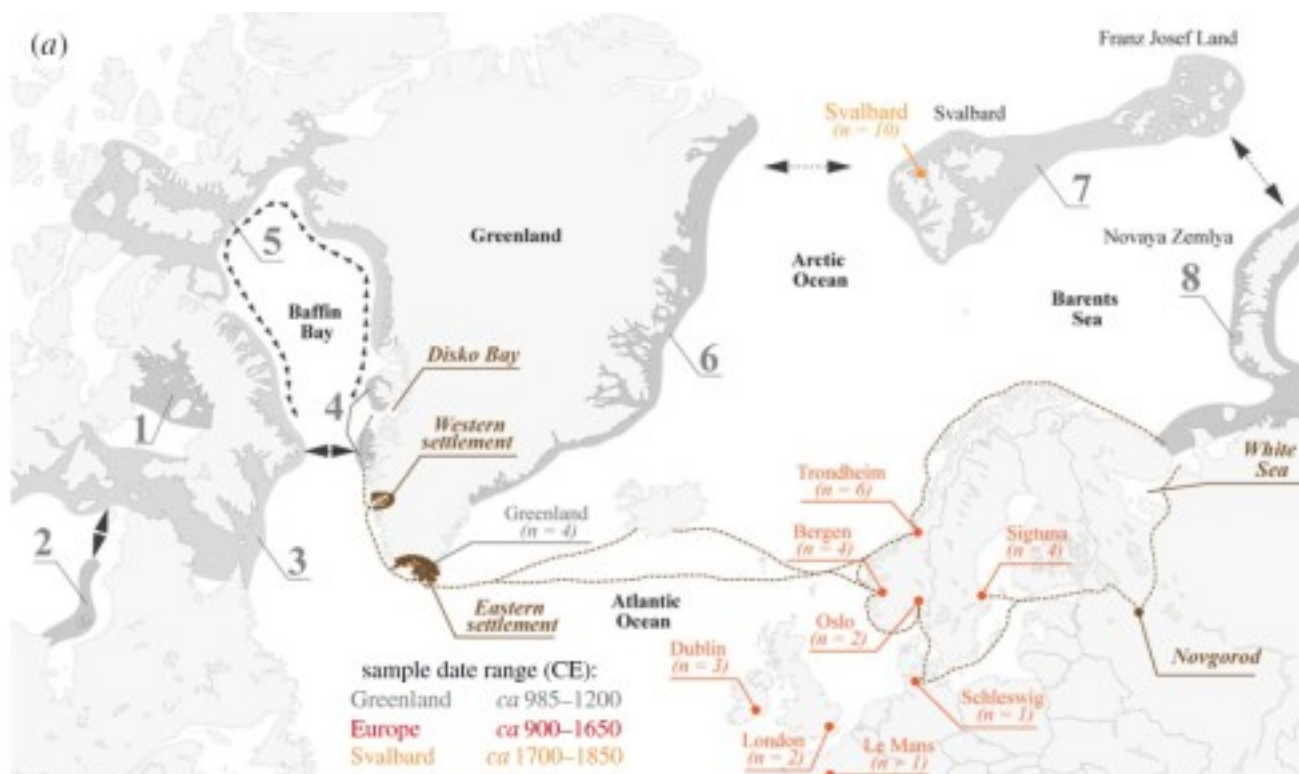 (a)
Franz Josef Land
Svalbard
(n = 10)
Svalbard
7
5
Greenland
Novaya Zemlya
Arctic
Ocean
8
Barents
Sea
Baffin
Bay
6
Disko Bay
4
1
Western
settlement
White
Sea
Trondheim
(n = 6)
Greenland
(n = 4)
Bergen
(n = 4)
Sigtuna
(n = 4)
2
3
Eastern
settlement
Atlantic
Ocean
Oslo
(n = 2)
Dublin
(n = 3)
Novgorod
sample date range (CE):
Greenland ca 985–1200
Europe ca 900–1650
Svalbard ca 1700–1850
Schleswig
(n = 1)
London
(n = 2)
Le Mans
(n = 1)